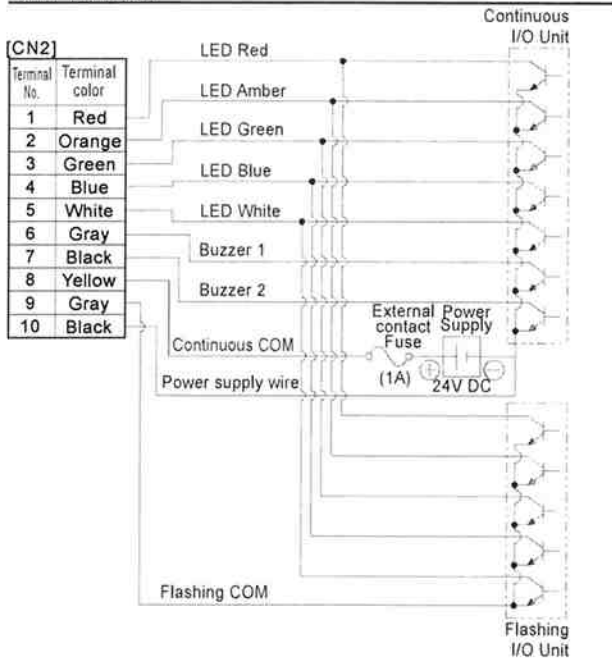 Continuous
I/O Unit
[CN2]
Terminal No. Terminal color
1 Red
2 Orange
3 Green
4 Blue
5 White
6 Gray
7 Black
8 Yellow
9 Gray
10 Black
LED Red
LED Amber
LED Green
LED Blue
LED White
Buzzer 1
Buzzer 2
External contact
Fuse
(1A)
Power Supply
+ −
24V DC
Continuous COM
Power supply wire
Flashing COM
Flashing
I/O Unit